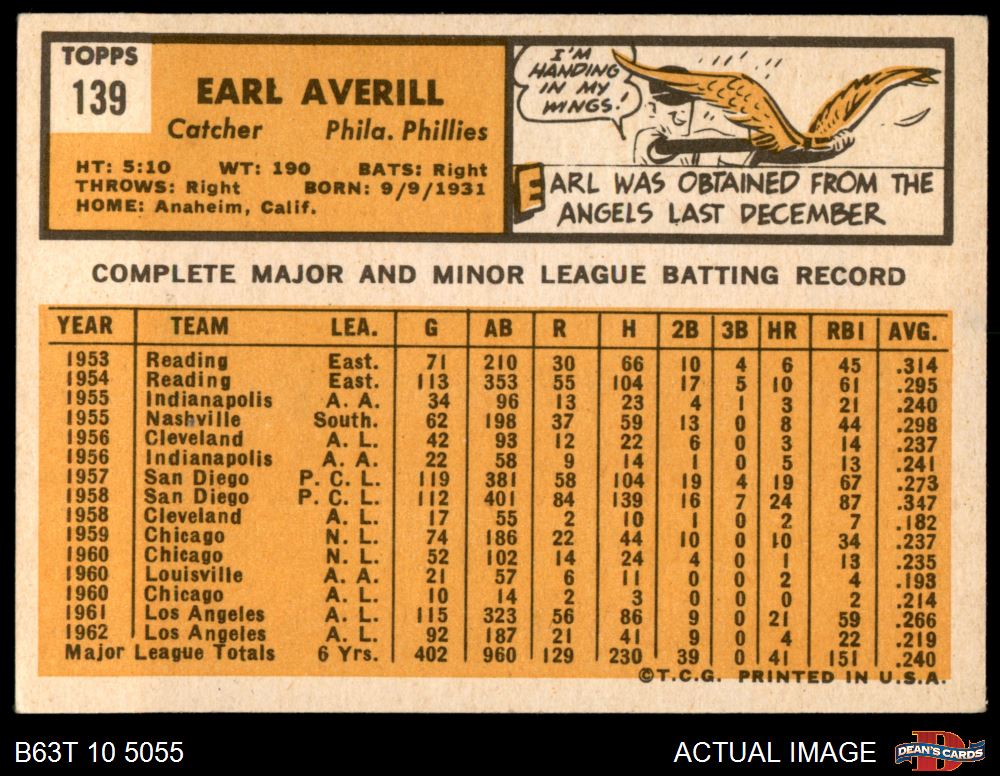 TOPPS
139
EARL AVERILL
Catcher Phila. Phillies
HT: 5:10 WT: 190 BATS: Right
THROWS: Right BORN: 9/9/1931
HOME: Anaheim, Calif.
I'M
HANDING
IN MY
WINGS!
EARL WAS OBTAINED FROM THE
ANGELS LAST DECEMBER
COMPLETE MAJOR AND MINOR LEAGUE BATTING RECORD
YEAR TEAM LEA. G AB R H 2B 3B HR RBI AVG.
1953 Reading East. 71 210 30 66 10 4 6 45 .314
1954 Reading East. 113 353 55 104 17 5 10 61 .295
1955 Indianapolis A. A. 34 96 13 23 4 1 3 21 .240
1955 Nashville South. 62 198 37 59 13 0 8 44 .298
1956 Cleveland A. L. 42 93 12 22 6 0 3 14 .237
1956 Indianapolis A. A. 22 58 9 14 1 0 5 13 .241
1957 San Diego P. C. L. 119 381 58 104 19 4 19 67 .273
1958 San Diego P. C. L. 112 401 84 139 16 7 24 87 .347
1958 Cleveland A. L. 17 55 2 10 1 0 2 7 .182
1959 Chicago N. L. 74 186 22 44 10 0 10 34 .237
1960 Chicago N. L. 52 102 14 24 4 0 1 13 .235
1960 Louisville A. A. 21 57 6 11 0 0 2 4 .193
1960 Chicago A. L. 10 14 2 3 0 0 0 2 .214
1961 Los Angeles A. L. 115 323 56 86 9 0 21 59 .266
1962 Los Angeles A. L. 92 187 21 41 9 0 4 22 .219
Major League Totals 6 Yrs. 402 960 129 230 39 0 41 151 .240
©T.C.G. PRINTED IN U.S.A.
B63T 10 5055 ACTUAL IMAGE D DEAN'S CARDS